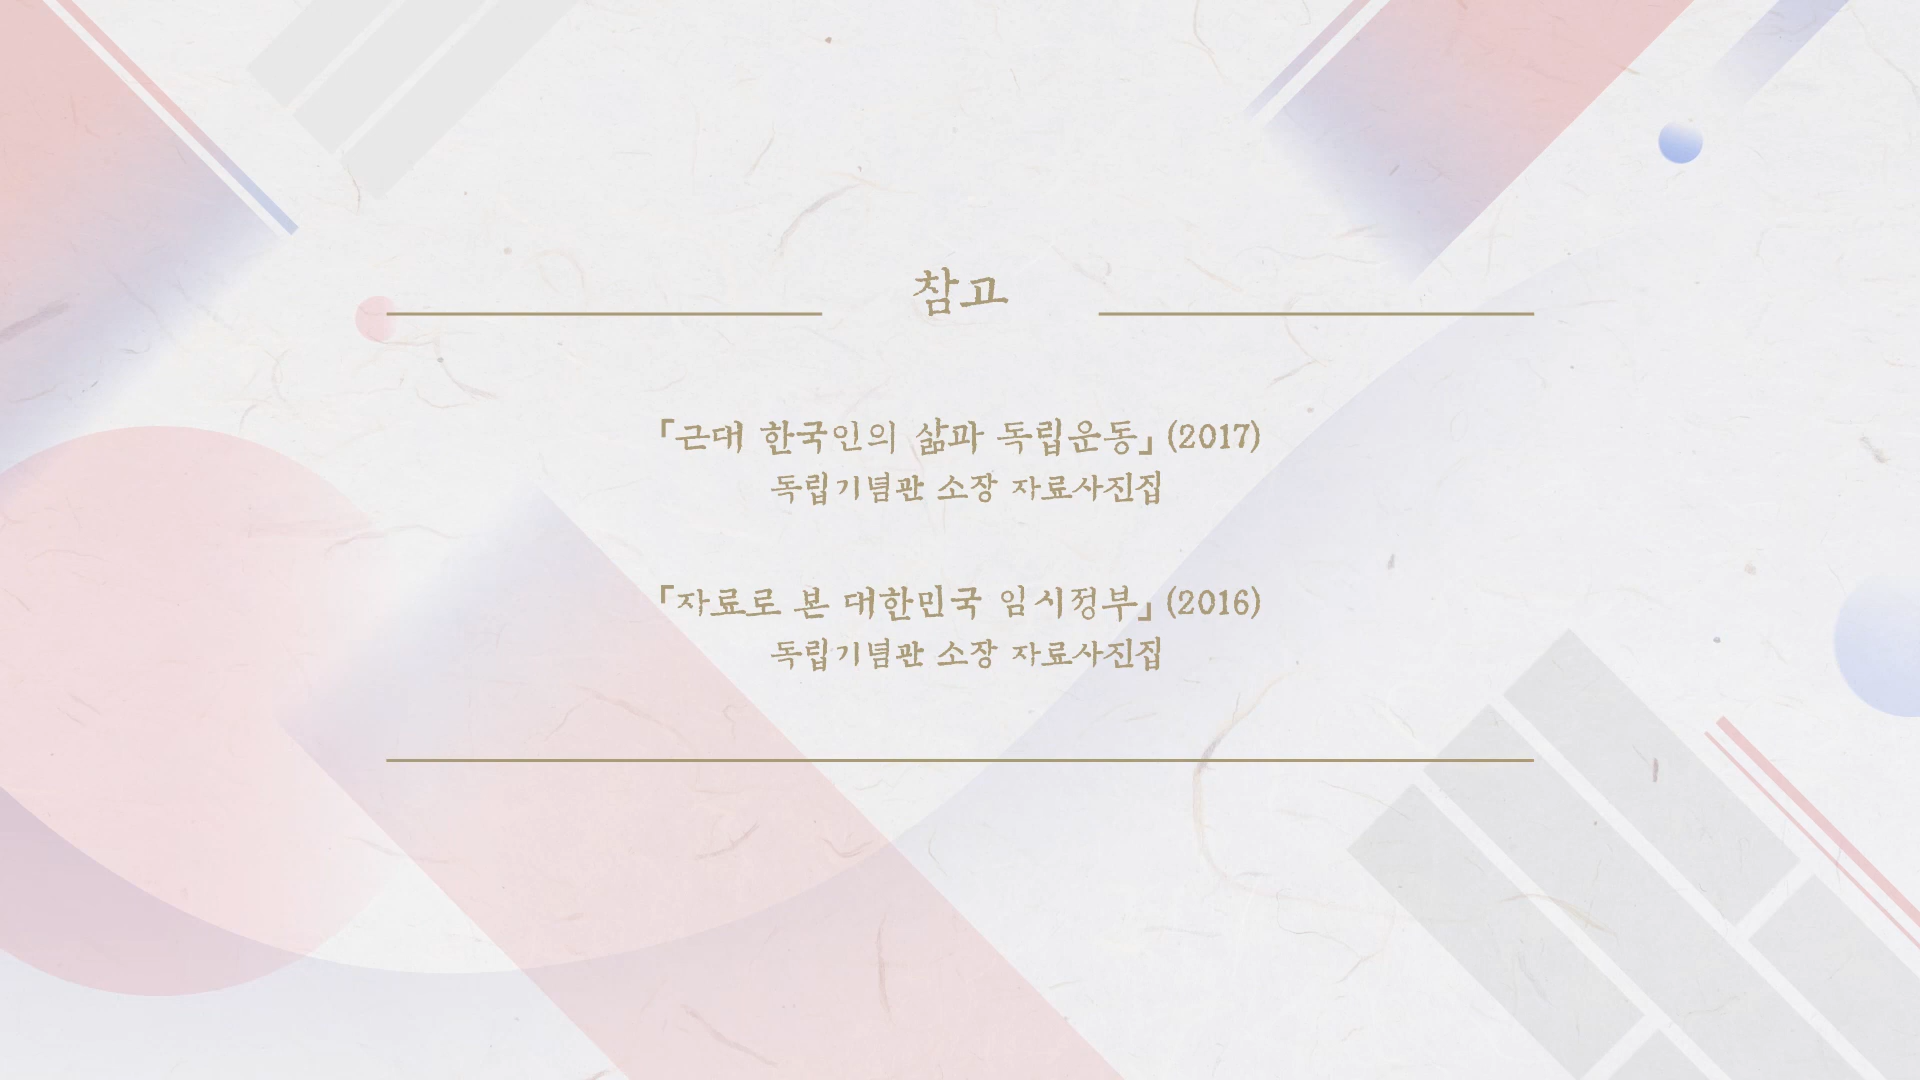 참고
「근대 한국인의 삶과 독립운동」 (2017)
독립기념관 소장 자료사진집
「자료로 본 대한민국 임시정부」 (2016)
독립기념관 소장 자료사진집